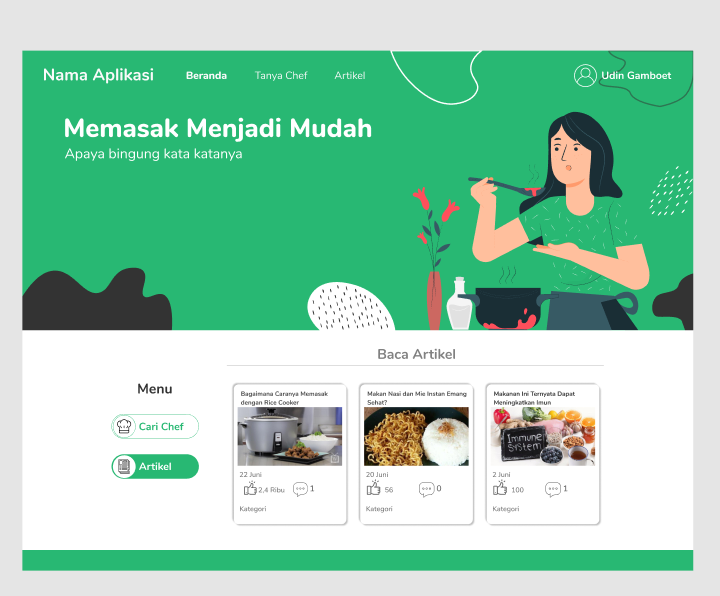 Nama Aplikasi
Beranda
Tanya Chef
Artikel
Udin Gamboet
Memasak Menjadi Mudah
Apaya bingung kata katanya
Baca Artikel
Menu
Cari Chef
Artikel
Bagaimana Caranya Memasak
dengan Rice Cooker
22 Juni
2,4 Ribu
1
Kategori
Makan Nasi dan Mie Instan Emang
Sehat?
20 Juni
56
0
Kategori
Makanan Ini Ternyata Dapat
Meningkatkan Imun
Immune
System
2 Juni
100
1
Kategori